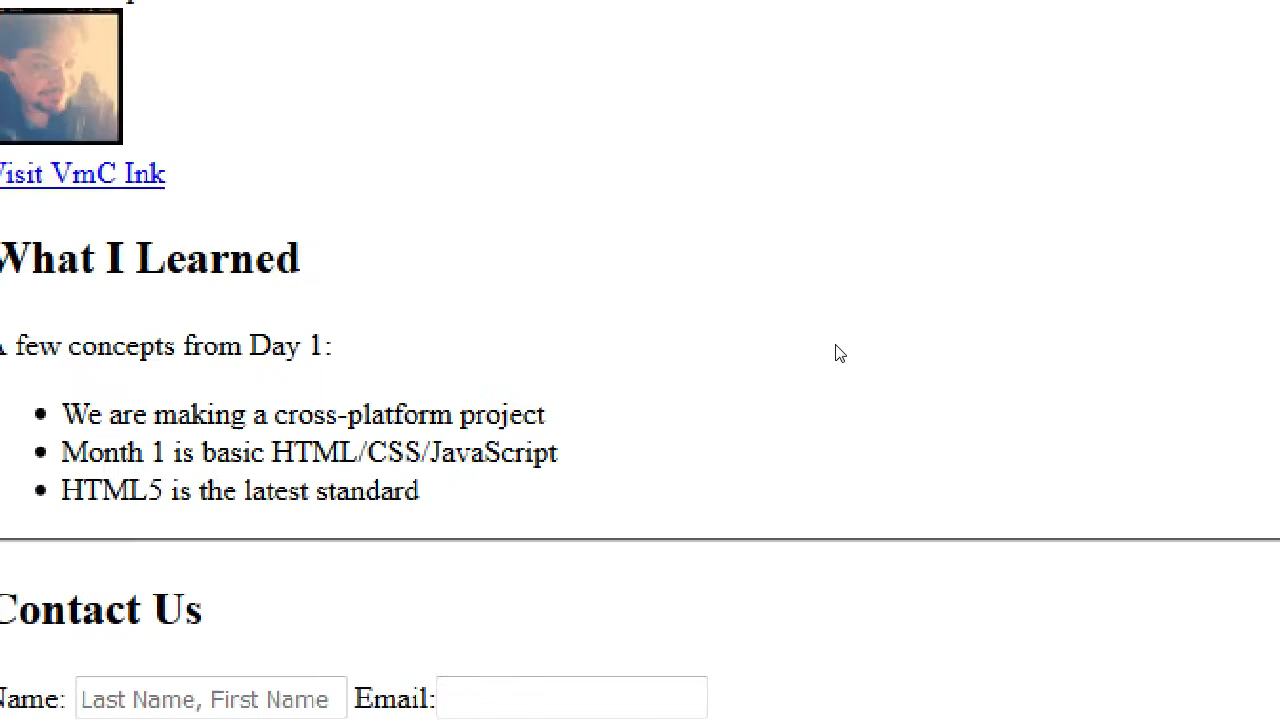 Visit VmC Ink
What I Learned
A few concepts from Day 1:
We are making a cross-platform project
Month 1 is basic HTML/CSS/JavaScript
HTML5 is the latest standard
Contact Us
Name: Last Name, First Name Email: